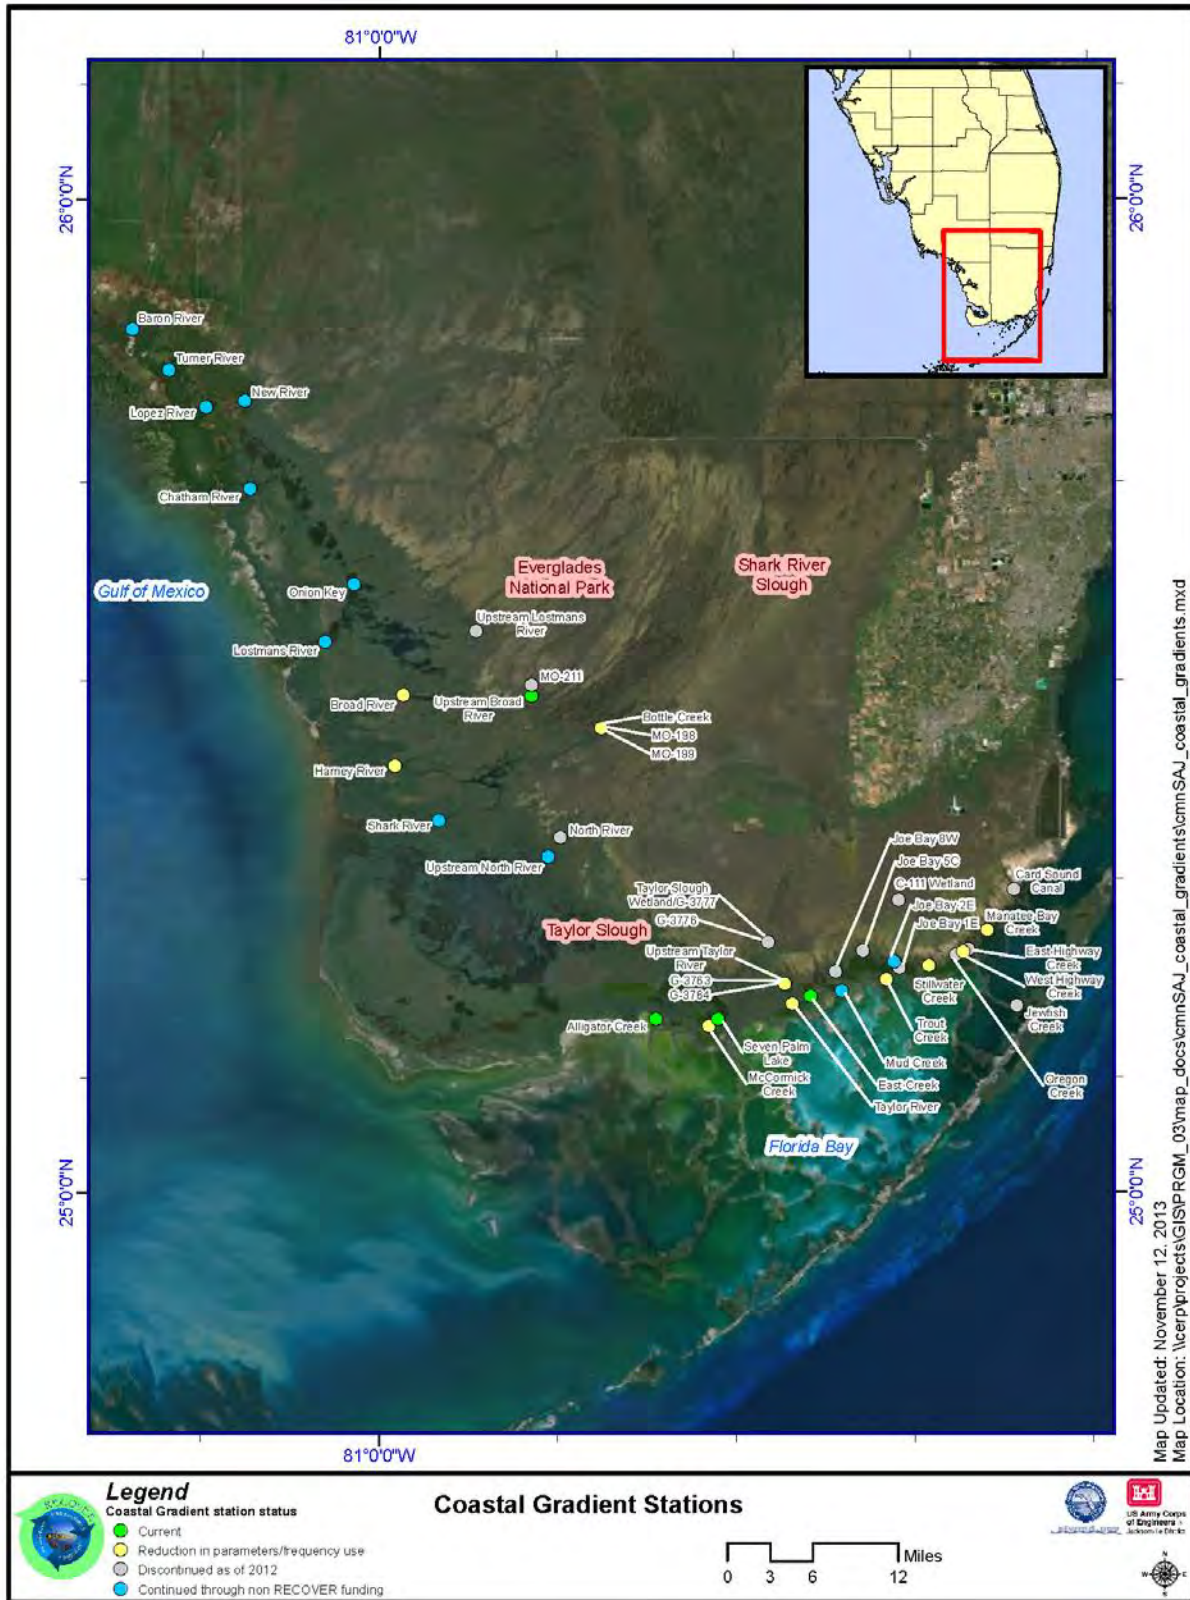 81°0'0"W
26°0'0"N
26°0'0"N
Baron River
Turner River
New River
Lopez River
Chatham River
Gulf of Mexico
Onion Key
Everglades
National Park
Shark River
Slough
Upstream Lostmans
River
Lostmans River
MO-211
Broad River
Upstream Broad
River
Bottle Creek
MO-198
MO-199
Harney River
Shark River
North River
Upstream North River
Joe Bay 8W
Joe Bay 5C
C-111 Wetland
Joe Bay 2E
Joe Bay 1E
Card Sound
Canal
Manatee Bay
Creek
East Highway
Creek
West Highway
Creek
Taylor Slough
Wetland/G-3777
G-3776
Taylor Slough
Upstream Taylor
River
G-3763
G-3764
Stillwater
Creek
Jewfish
Creek
Trout
Creek
Alligator Creek
Seven Palm
Lake
McCormick
Creek
Mud Creek
East Creek
Taylor River
Oregon
Creek
Florida Bay
25°0'0"N
25°0'0"N
81°0'0"W
Map Updated: November 12, 2013
Map Location: \\cerp\projects\GIS\PRGM_03\map_docs\cmnSAJ_coastal_gradients\cmnSAJ_coastal_gradients.mxd
Legend
Coastal Gradient station status
Current
Reduction in parameters/frequency use
Discontinued as of 2012
Continued through non RECOVER funding
Coastal Gradient Stations
Miles
0 3 6 12
RECOVER
US Army Corps
of Engineers
Jacksonville District
N
W E
S